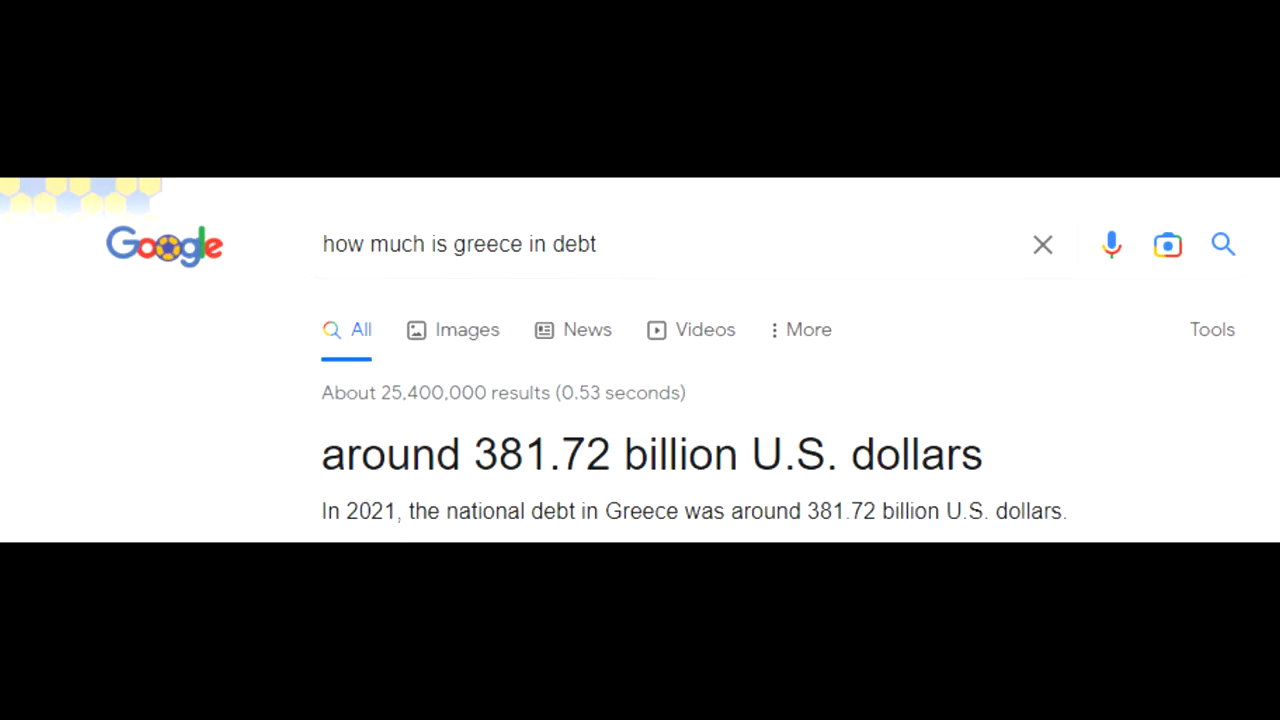 Google
how much is greece in debt
All Images News Videos More Tools
About 25,400,000 results (0.53 seconds)
around 381.72 billion U.S. dollars
In 2021, the national debt in Greece was around 381.72 billion U.S. dollars.